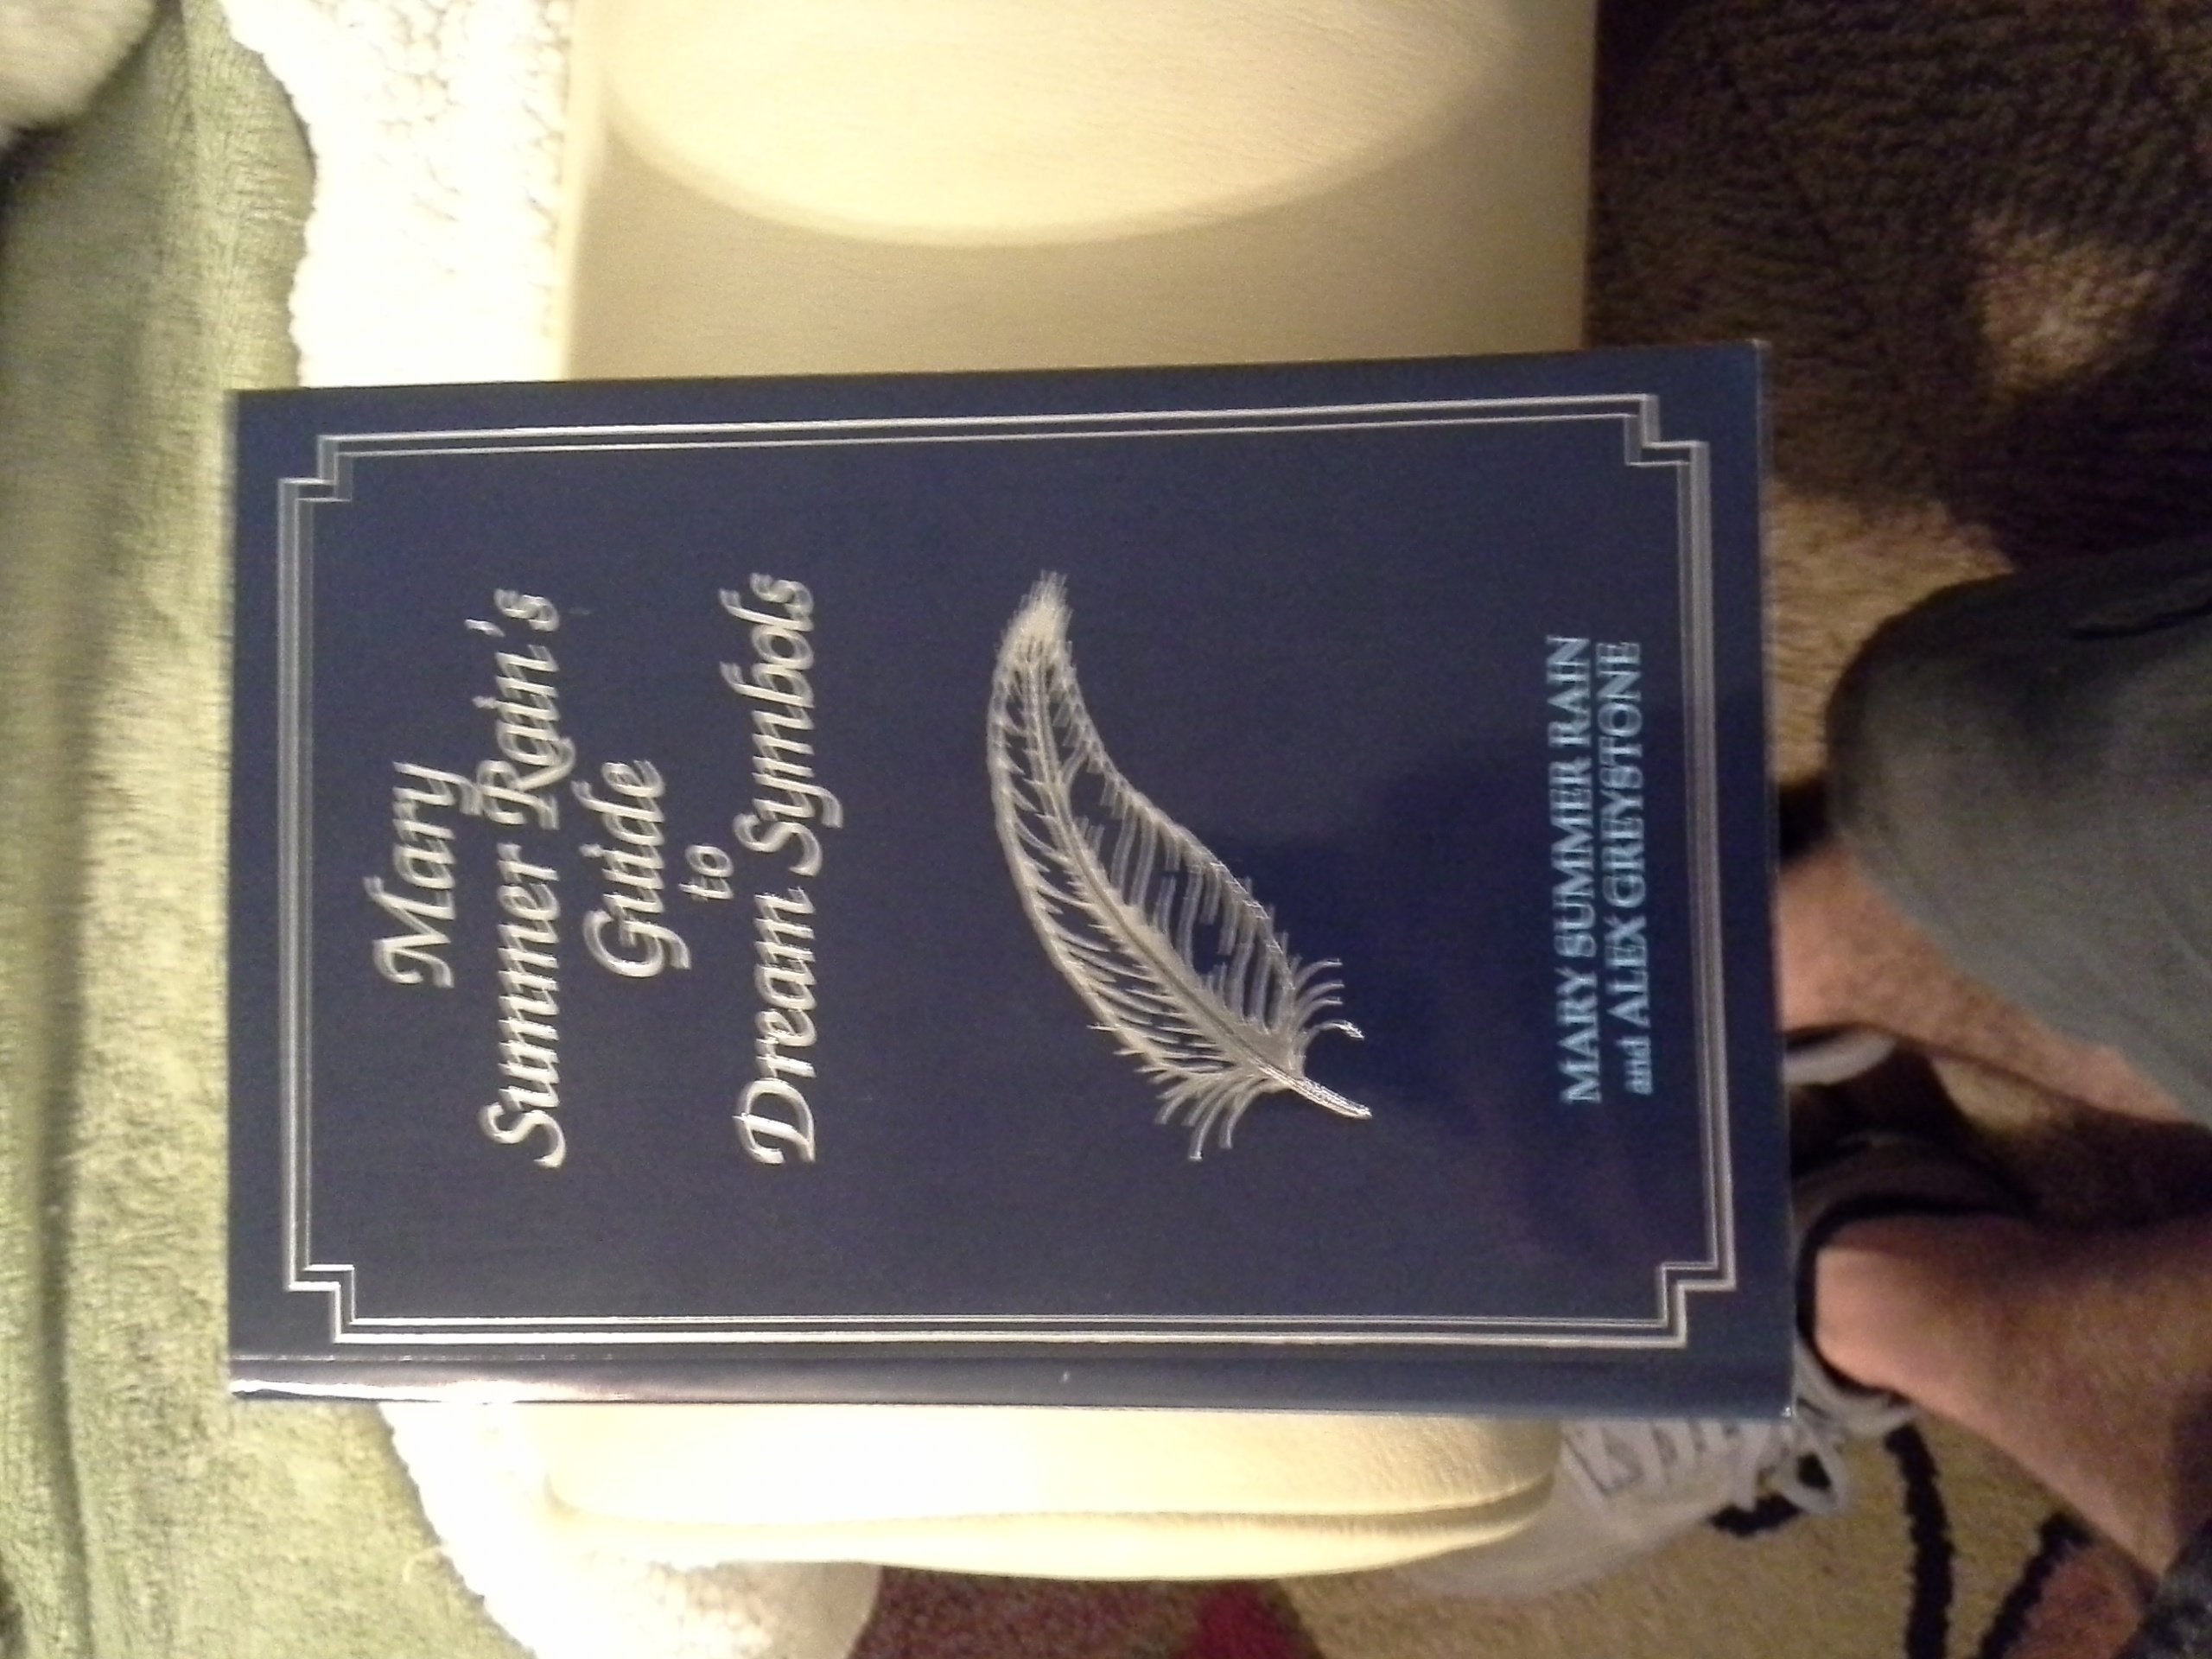 Mary
Summer Rain's
Guide
to
Dream Symbols
MARY SUMMER RAIN
and ALEX GREYSTONE